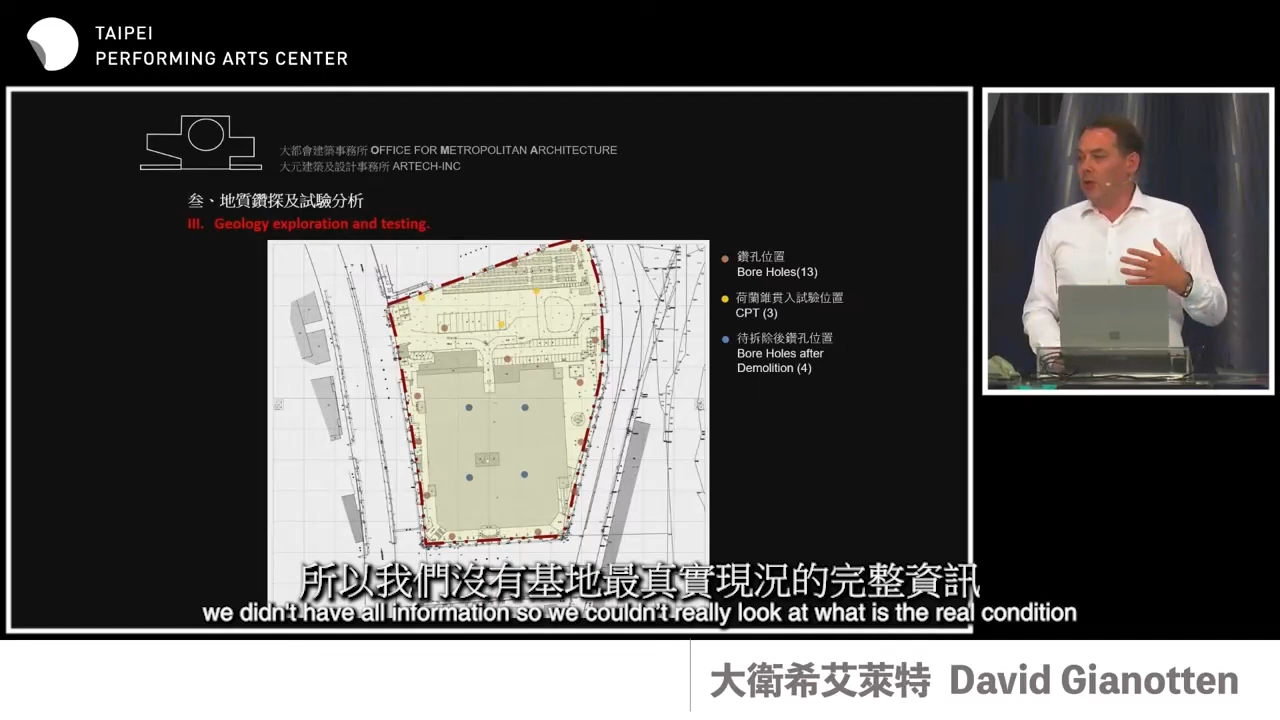 TAIPEI
PERFORMING ARTS CENTER
大都會建築事務所 OFFICE FOR METROPOLITAN ARCHITECTURE
大元建築及設計事務所 ARTECH-INC
叁、地質鑽探及試驗分析
III. Geology exploration and testing.
鑽孔位置
Bore Holes(13)
荷蘭錐貫入試驗位置
CPT (3)
待拆除後鑽孔位置
Bore Holes after
Demolition (4)
所以我們沒有基地最真實現況的完整資訊
we didn't have all information so we couldn't really look at what is the real condition
大衛希艾萊特 David Gianotten